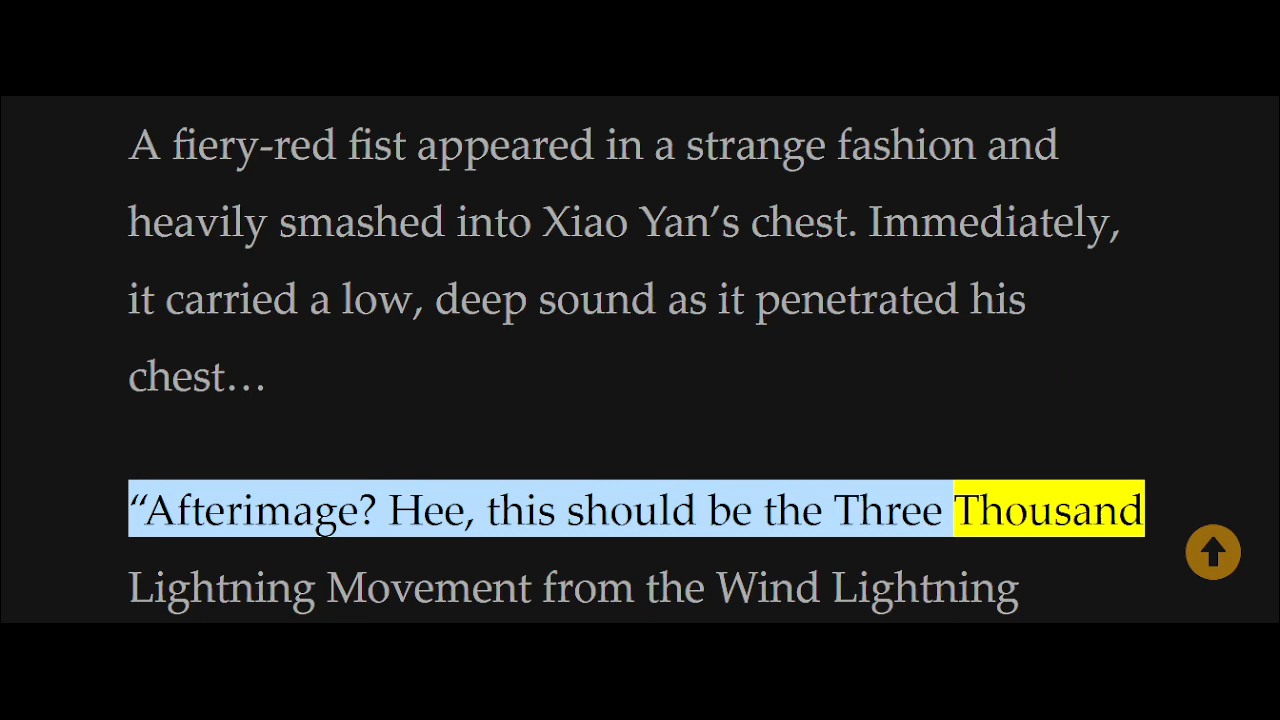 A fiery-red fist appeared in a strange fashion and
heavily smashed into Xiao Yan’s chest. Immediately,
it carried a low, deep sound as it penetrated his
chest…
“Afterimage? Hee, this should be the Three Thousand
Lightning Movement from the Wind Lightning